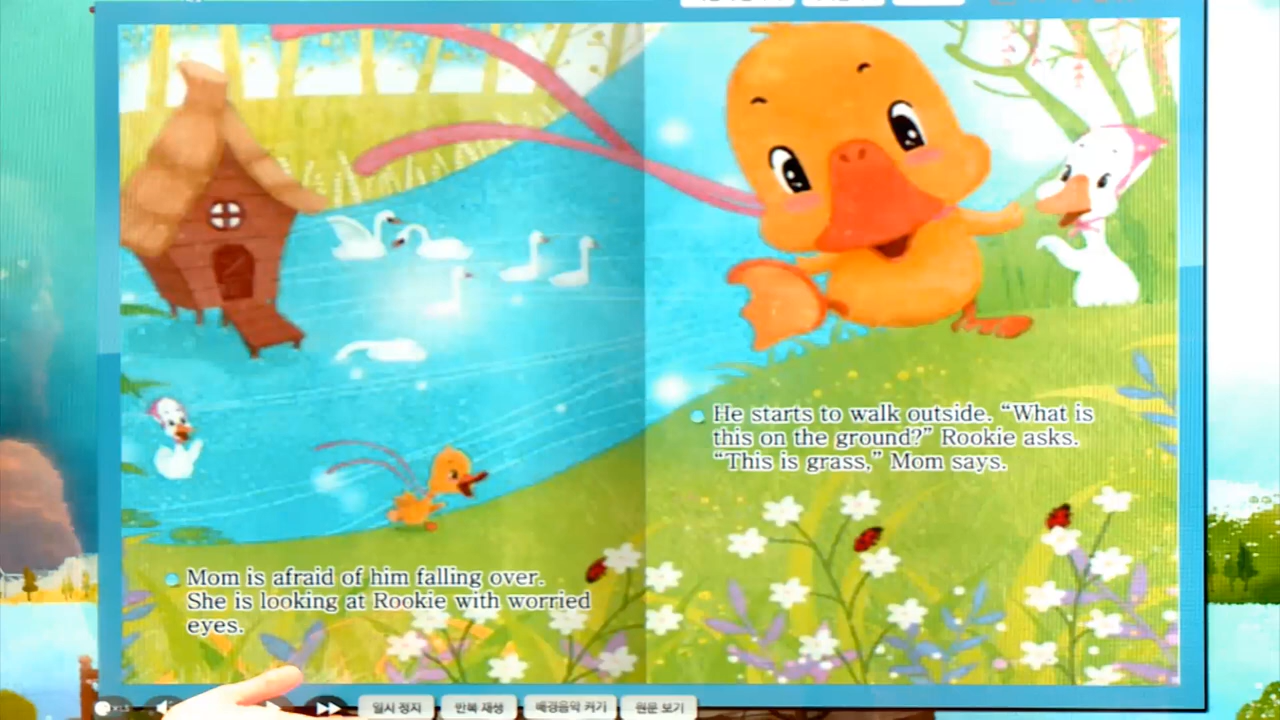 Mom is afraid of him falling over.
She is looking at Rookie with worried
eyes.
He starts to walk outside. “What is
this on the ground?” Rookie asks.
“This is grass,” Mom says.
x1.5
일시 정지
반복 재생
배경음악 켜기
원문 보기